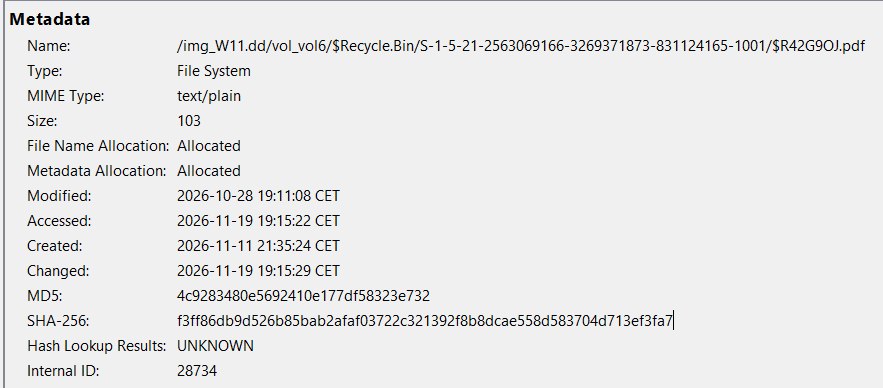 Metadata
Name: /img_W11.dd/vol_vol6/$Recycle.Bin/S-1-5-21-2563069166-3269371873-831124165-1001/$R42G9OJ.pdf
Type: File System
MIME Type: text/plain
Size: 103
File Name Allocation: Allocated
Metadata Allocation: Allocated
Modified: 2026-10-28 19:11:08 CET
Accessed: 2026-11-19 19:15:22 CET
Created: 2026-11-11 21:35:24 CET
Changed: 2026-11-19 19:15:29 CET
MD5: 4c9283480e5692410e177df58323e732
SHA-256: f3ff86db9d526b85bab2afaf03722c321392f8b8dcae558d583704d713ef3fa7
Hash Lookup Results: UNKNOWN
Internal ID: 28734